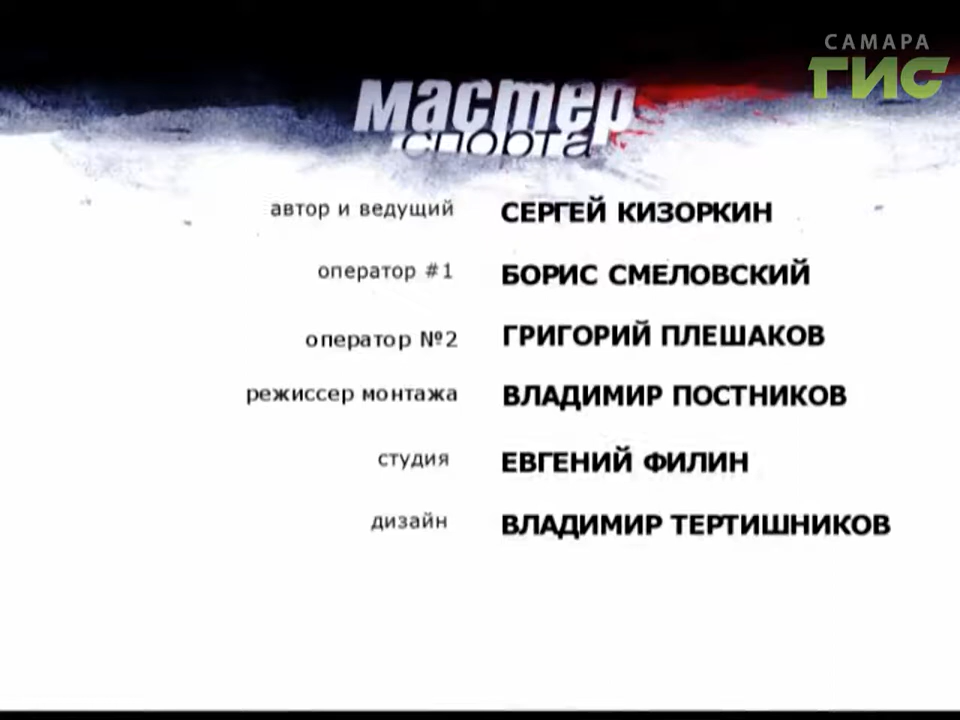 САМАРА
ГИС
мастер
спорта
автор и ведущий СЕРГЕЙ КИЗОРКИН
оператор #1 БОРИС СМЕЛОВСКИЙ
оператор №2 ГРИГОРИЙ ПЛЕШАКОВ
режиссер монтажа ВЛАДИМИР ПОСТНИКОВ
студия ЕВГЕНИЙ ФИЛИН
дизайн ВЛАДИМИР ТЕРТИШНИКОВ